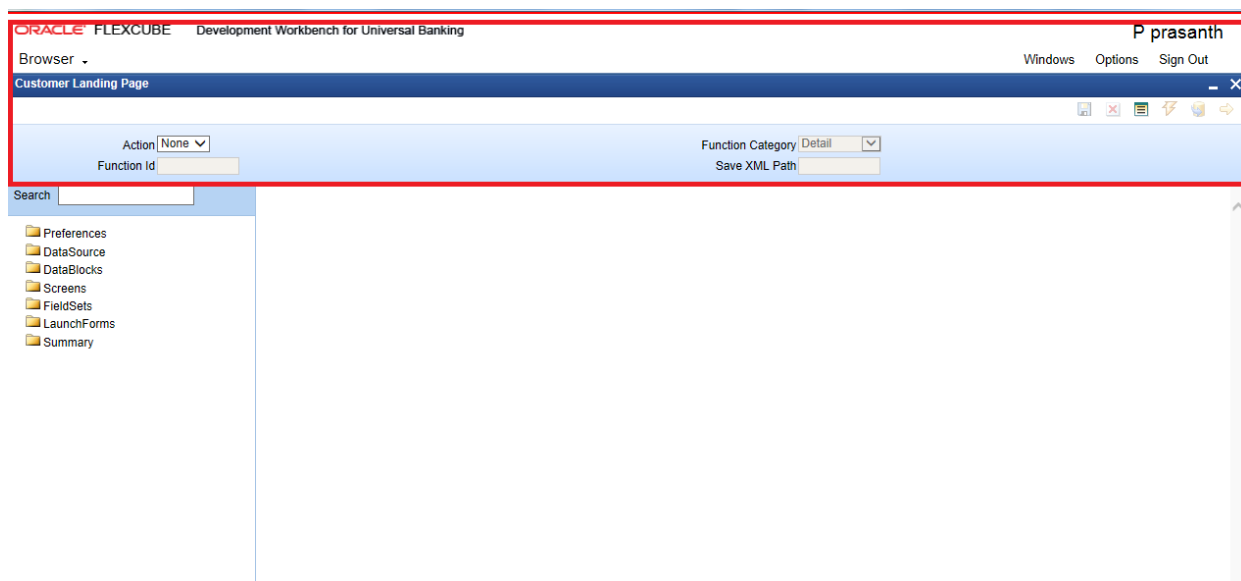 ORACLE FLEXCUBE Development Workbench for Universal Banking P prasanth
Browser Windows Options Sign Out
Customer Landing Page
Action None Function Category Detail
Function Id Save XML Path
Search
Preferences
DataSource
DataBlocks
Screens
FieldSets
LaunchForms
Summary